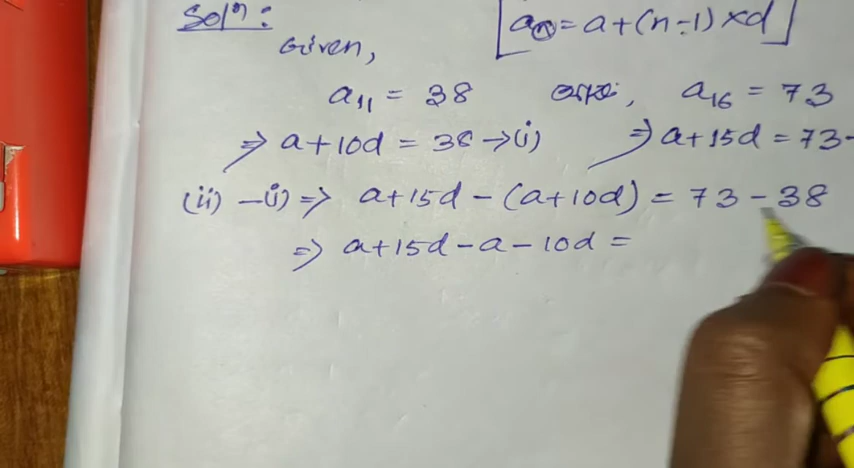 Solⁿ: [aₙ = a+(n-1)×d]
Given,
a₁₁ = 38 , a₁₆ = 73
⇒ a+10d = 38 →(i) ⇒ a+15d = 73-
(ii) -(i) ⇒ a+15d - (a+10d) = 73-38
⇒ a+15d-a-10d =